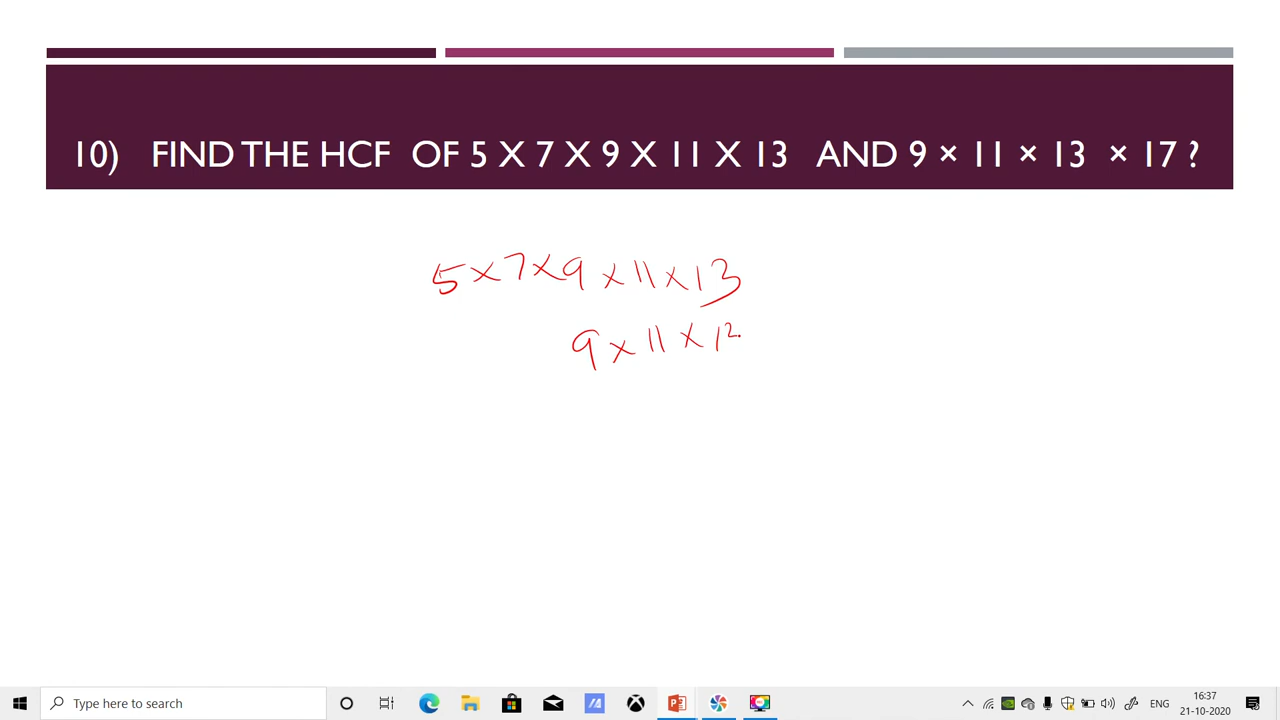 10) FIND THE HCF OF 5 X 7 X 9 X 11 X 13 AND 9 × 11 × 13 × 17 ?
5×7×9×11×13
9×11×1
Type here to search
ENG
16:37
21-10-2020